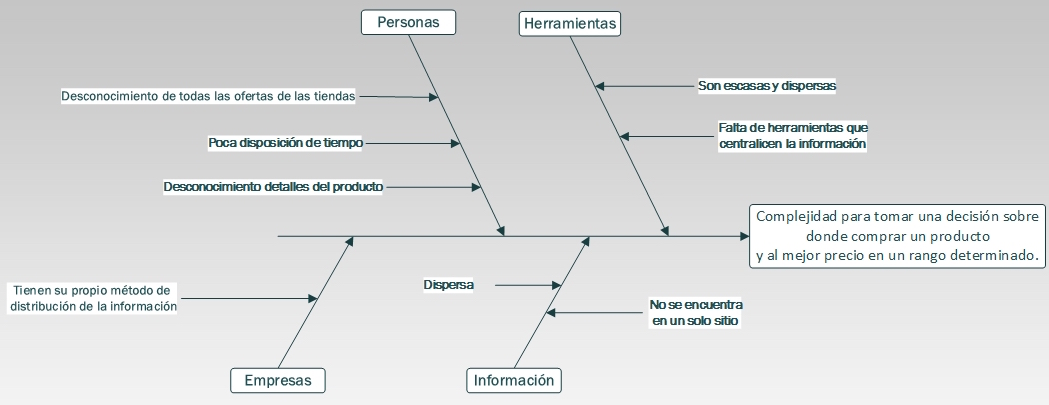 Personas
Herramientas
Desconocimiento de todas las ofertas de las tiendas
Son escasas y dispersas
Poca disposición de tiempo
Falta de herramientas que
centralicen la información
Desconocimiento detalles del producto
Complejidad para tomar una decisión sobre
donde comprar un producto
y al mejor precio en un rango determinado.
Tienen su propio método de
distribución de la información
Dispersa
No se encuentra
en un solo sitio
Empresas
Información